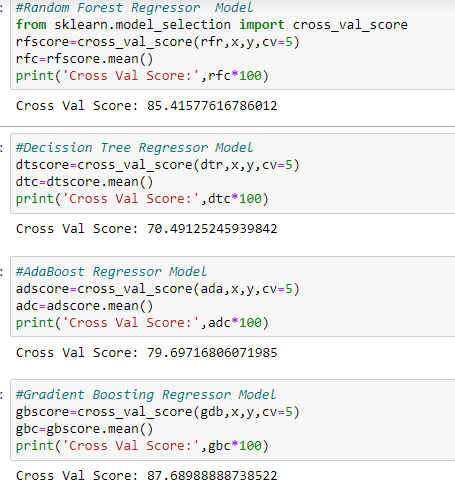 #Random Forest Regressor  Model
from sklearn.model_selection import cross_val_score
rfscore=cross_val_score(rfr,x,y,cv=5)
rfc=rfscore.mean()
print('Cross Val Score:',rfc*100)
Cross Val Score: 85.41577616786012
#Decission Tree Regressor Model
dtscore=cross_val_score(dtr,x,y,cv=5)
dtc=dtscore.mean()
print('Cross Val Score:',dtc*100)
Cross Val Score: 70.49125245939842
#AdaBoost Regressor Model
adscore=cross_val_score(ada,x,y,cv=5)
adc=adscore.mean()
print('Cross Val Score:',adc*100)
Cross Val Score: 79.69716806071985
#Gradient Boosting Regressor Model
gbscore=cross_val_score(gdb,x,y,cv=5)
gbc=gbscore.mean()
print('Cross Val Score:',gbc*100)
Cross Val Score: 87.68988888738522